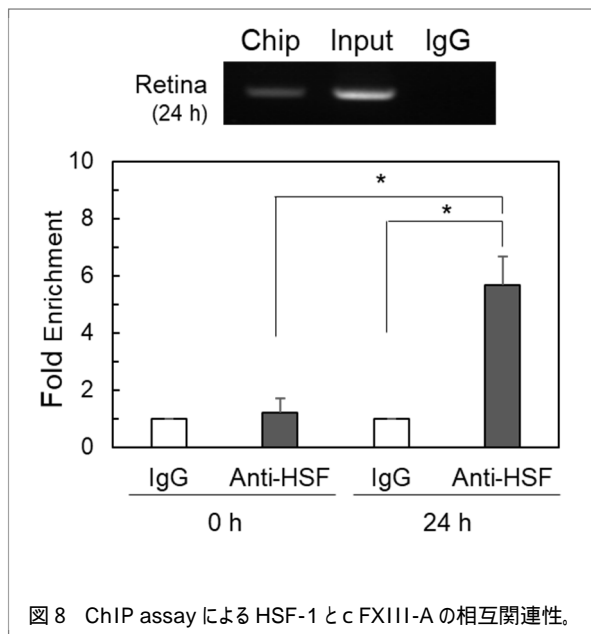 Chip Input IgG
Retina
(24 h)
10
8
6
4
2
0
Fold Enrichment
*
*
IgG Anti-HSF IgG Anti-HSF
0 h 24 h
図 8 ChIP assay による HSF-1 と c FXIII-A の相互関連性。